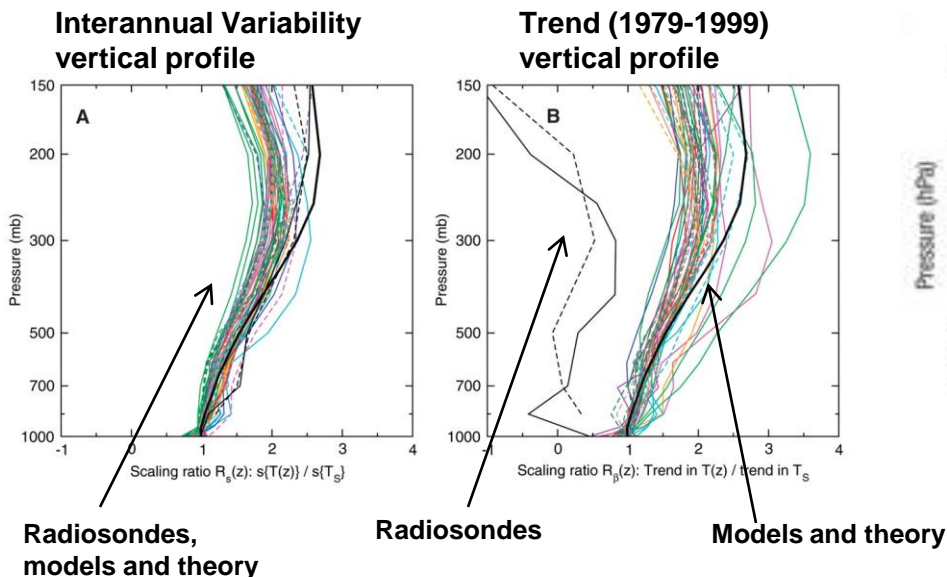 Interannual Variability
vertical profile
Trend (1979-1999)
vertical profile
150
200
300
500
700
1000
Pressure (mb)
A
-1
0
1
2
3
4
Scaling ratio R_s(z): s{T(z)} / s{T_S}
150
200
300
500
700
1000
Pressure (mb)
B
-1
0
1
2
3
4
Scaling ratio R_β(z): Trend in T(z) / trend in T_S
Pressure (hPa)
Radiosondes,
models and theory
Radiosondes
Models and theory